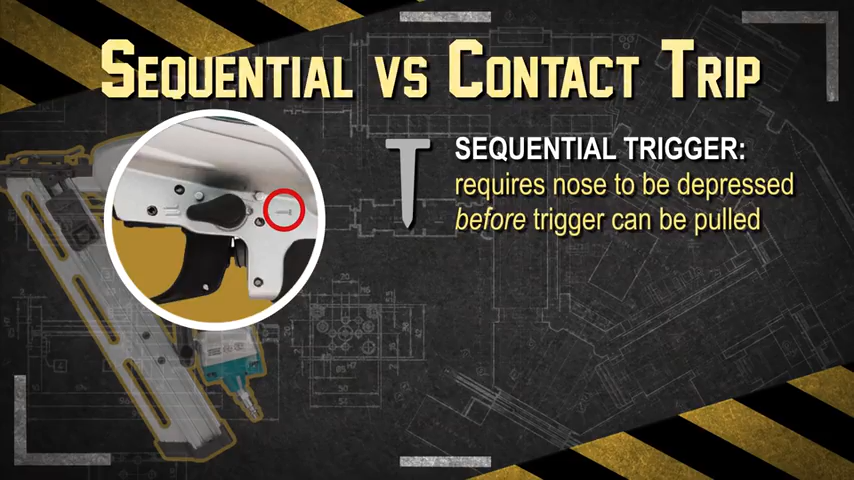 SEQUENTIAL VS CONTACT TRIP
SEQUENTIAL TRIGGER:
requires nose to be depressed
before trigger can be pulled